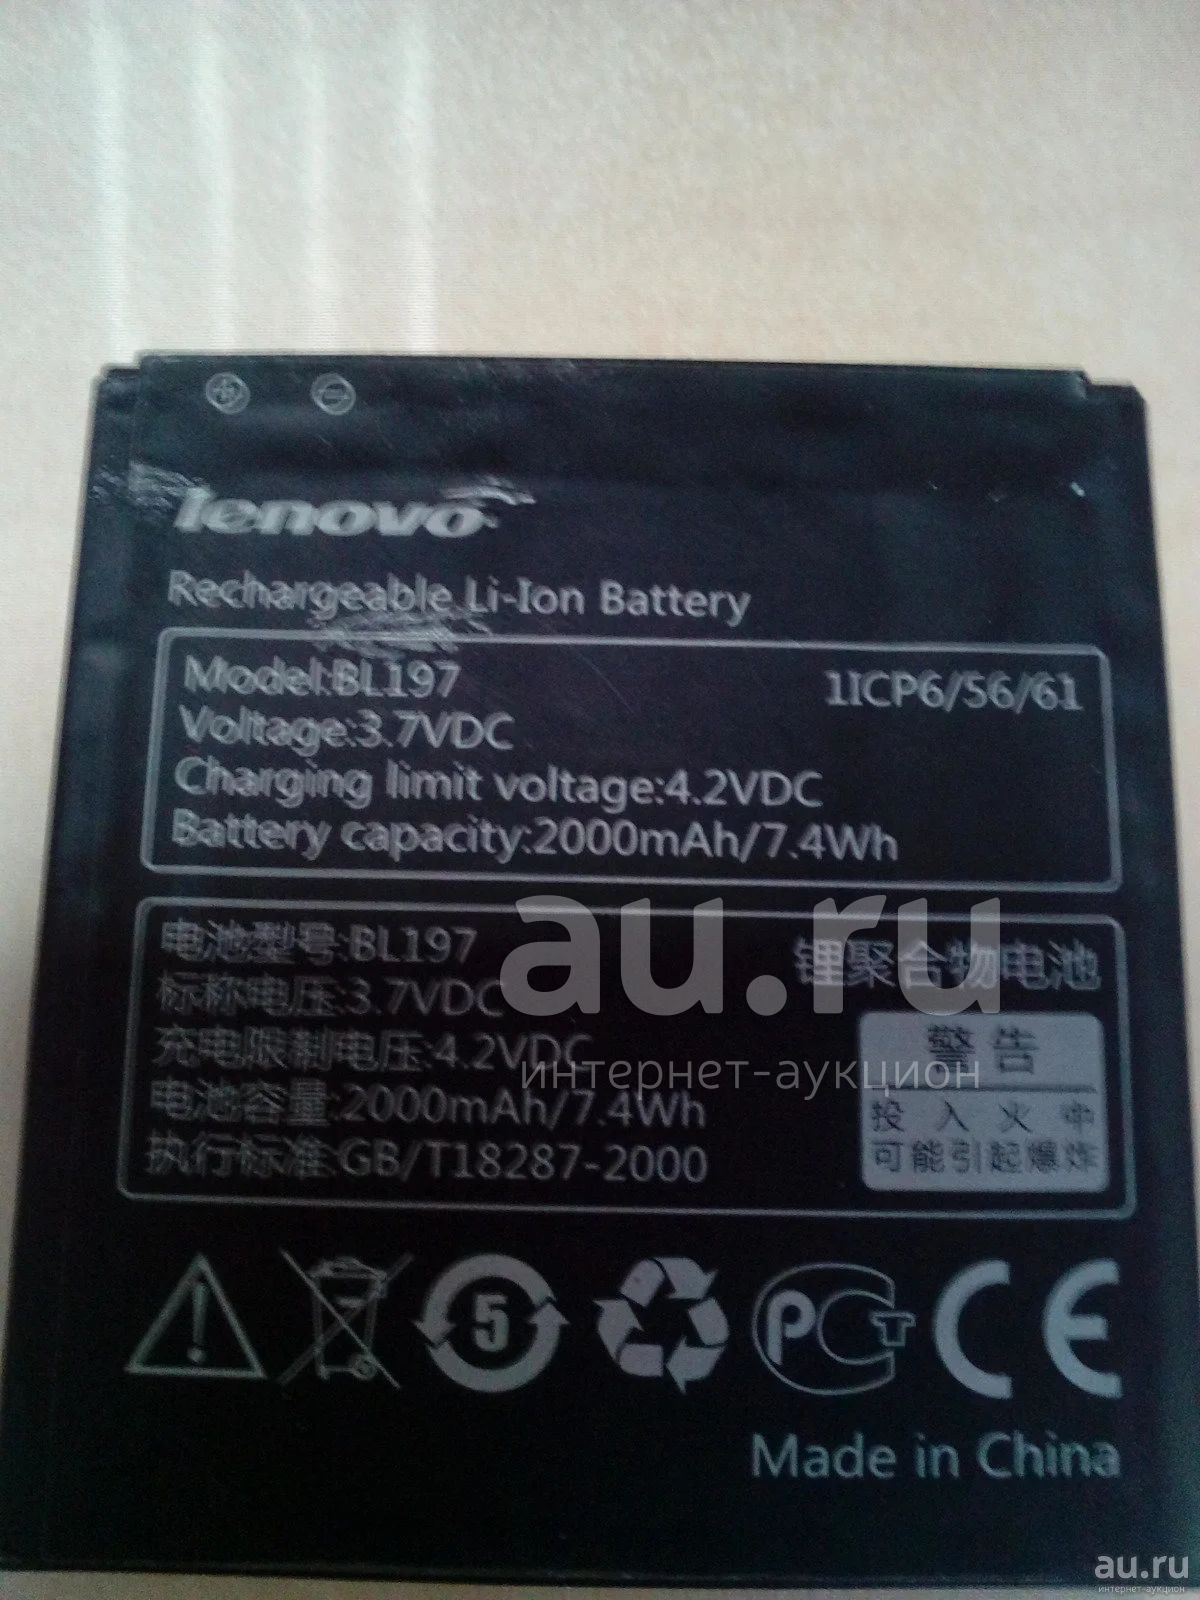 lenovo
Rechargeable Li-Ion Battery
Model:BL197 1ICP6/56/61
Voltage:3.7VDC
Charging limit voltage:4.2VDC
Battery capacity:2000mAh/7.4Wh
au.ru
интернет-аукцион
电池型号:BL197 锂聚合物电池
标称电压:3.7VDC
充电限制电压:4.2VDC
电池容量:2000mAh/7.4Wh
执行标准:GB/T18287-2000
警告
投入火中
可能引起爆炸
5
PCT
CE
Made in China
au.ru
интернет-аукцион